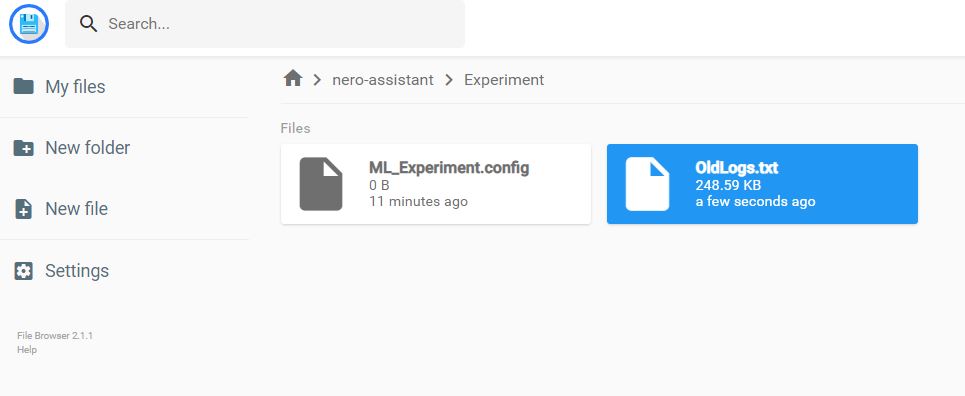 Search...
My files
New folder
New file
Settings
File Browser 2.1.1
Help
nero-assistant
Experiment
Files
ML_Experiment.config
0 B
11 minutes ago
OldLogs.txt
248.59 KB
a few seconds ago